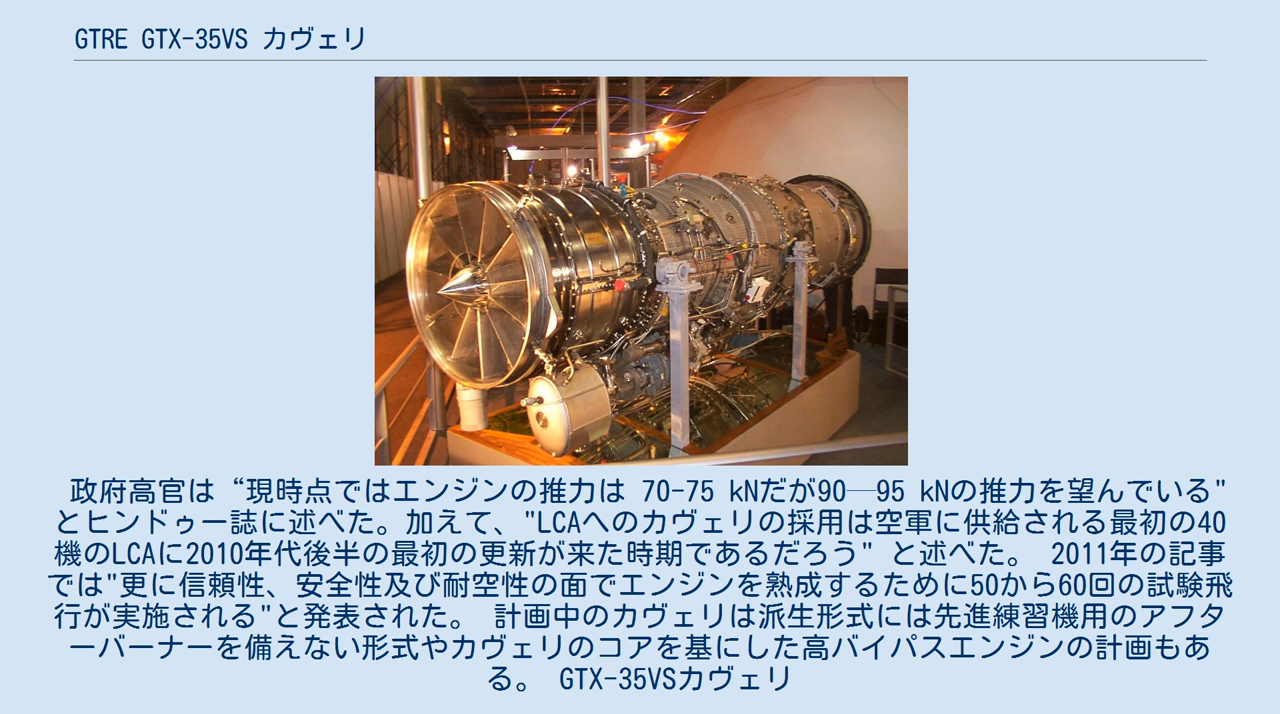 GTRE GTX-35VS カヴェリ
政府高官は “現時点ではエンジンの推力は 70-75 kNだが90―95 kNの推力を望んでいる"
とヒンドゥー誌に述べた。加えて、"LCAへのカヴェリの採用は空軍に供給される最初の40
機のLCAに2010年代後半の最初の更新が来た時期であるだろう" と述べた。 2011年の記事
では"更に信頼性、安全性及び耐空性の面でエンジンを熟成するために50から60回の試験飛
行が実施される"と発表された。 計画中のカヴェリは派生形式には先進練習機用のアフタ
ーバーナーを備えない形式やカヴェリのコアを基にした高バイパスエンジンの計画もあ
る。 GTX-35VSカヴェリ